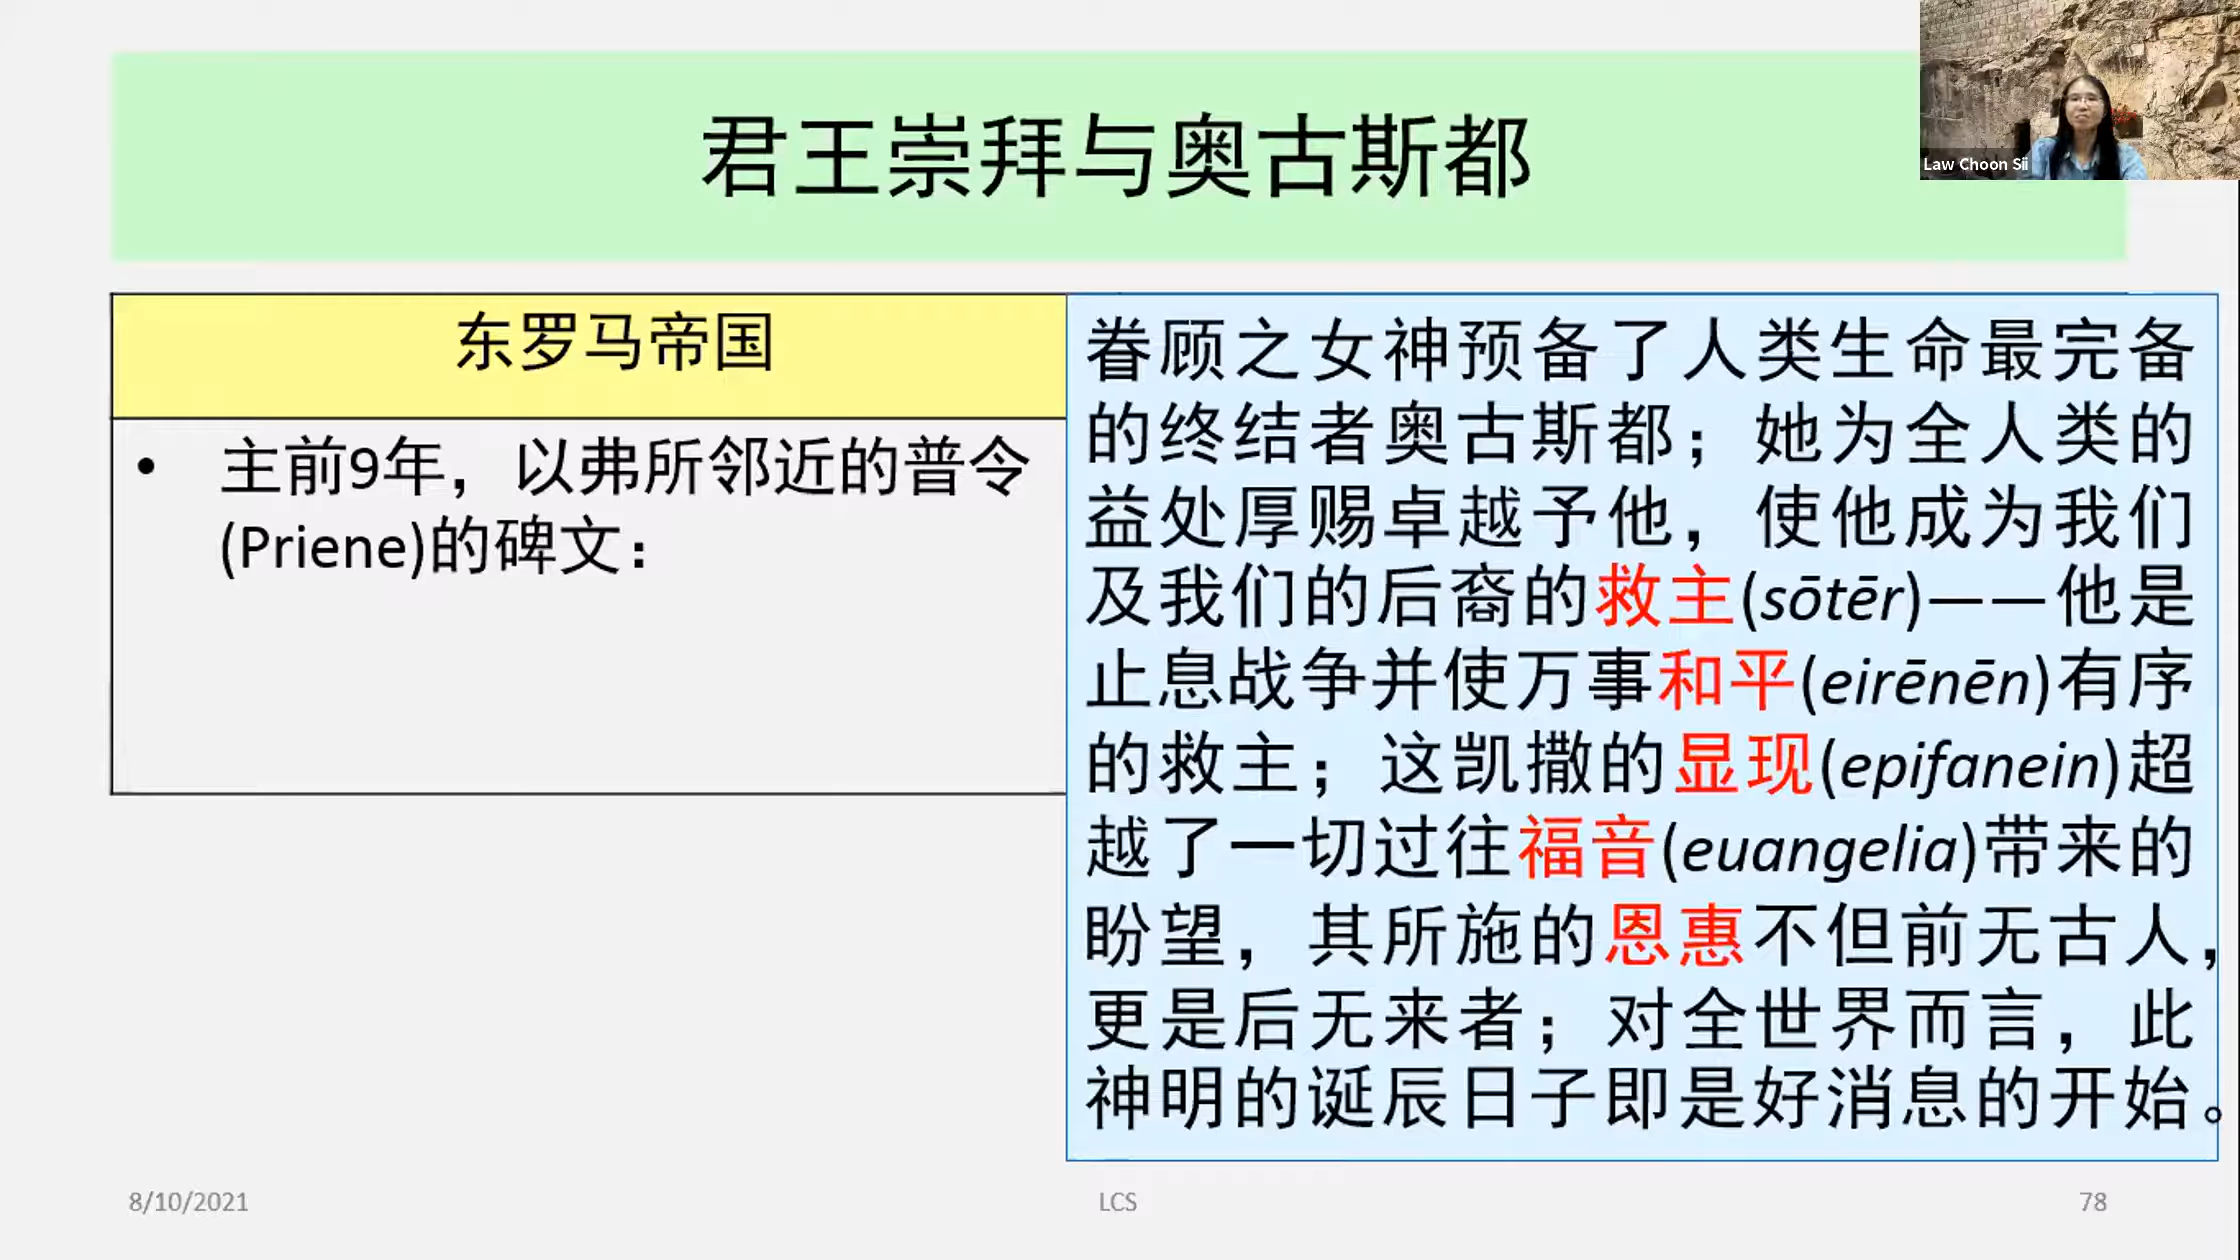 Law Choon Sii
君王崇拜与奥古斯都
东罗马帝国
• 主前9年，以弗所邻近的普令
(Priene)的碑文：
眷顾之女神预备了人类生命最完备
的终结者奥古斯都；她为全人类的
益处厚赐卓越予他，使他成为我们
及我们的后裔的救主(sōtēr)——他是
止息战争并使万事和平(eirēnēn)有序
的救主；这凯撒的显现(epifanein)超
越了一切过往福音(euangelia)带来的
盼望，其所施的恩惠不但前无古人，
更是后无来者；对全世界而言，此
神明的诞辰日子即是好消息的开始。
8/10/2021
LCS
78